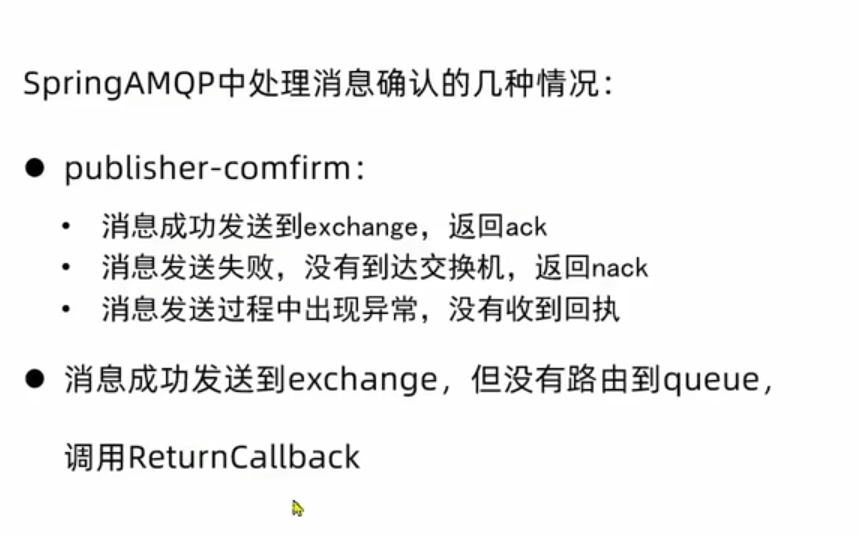 SpringAMQP中处理消息确认的几种情况：
● publisher-comfirm：
• 消息成功发送到exchange，返回ack
• 消息发送失败，没有到达交换机，返回nack
• 消息发送过程中出现异常，没有收到回执
● 消息成功发送到exchange，但没有路由到queue，
调用ReturnCallback